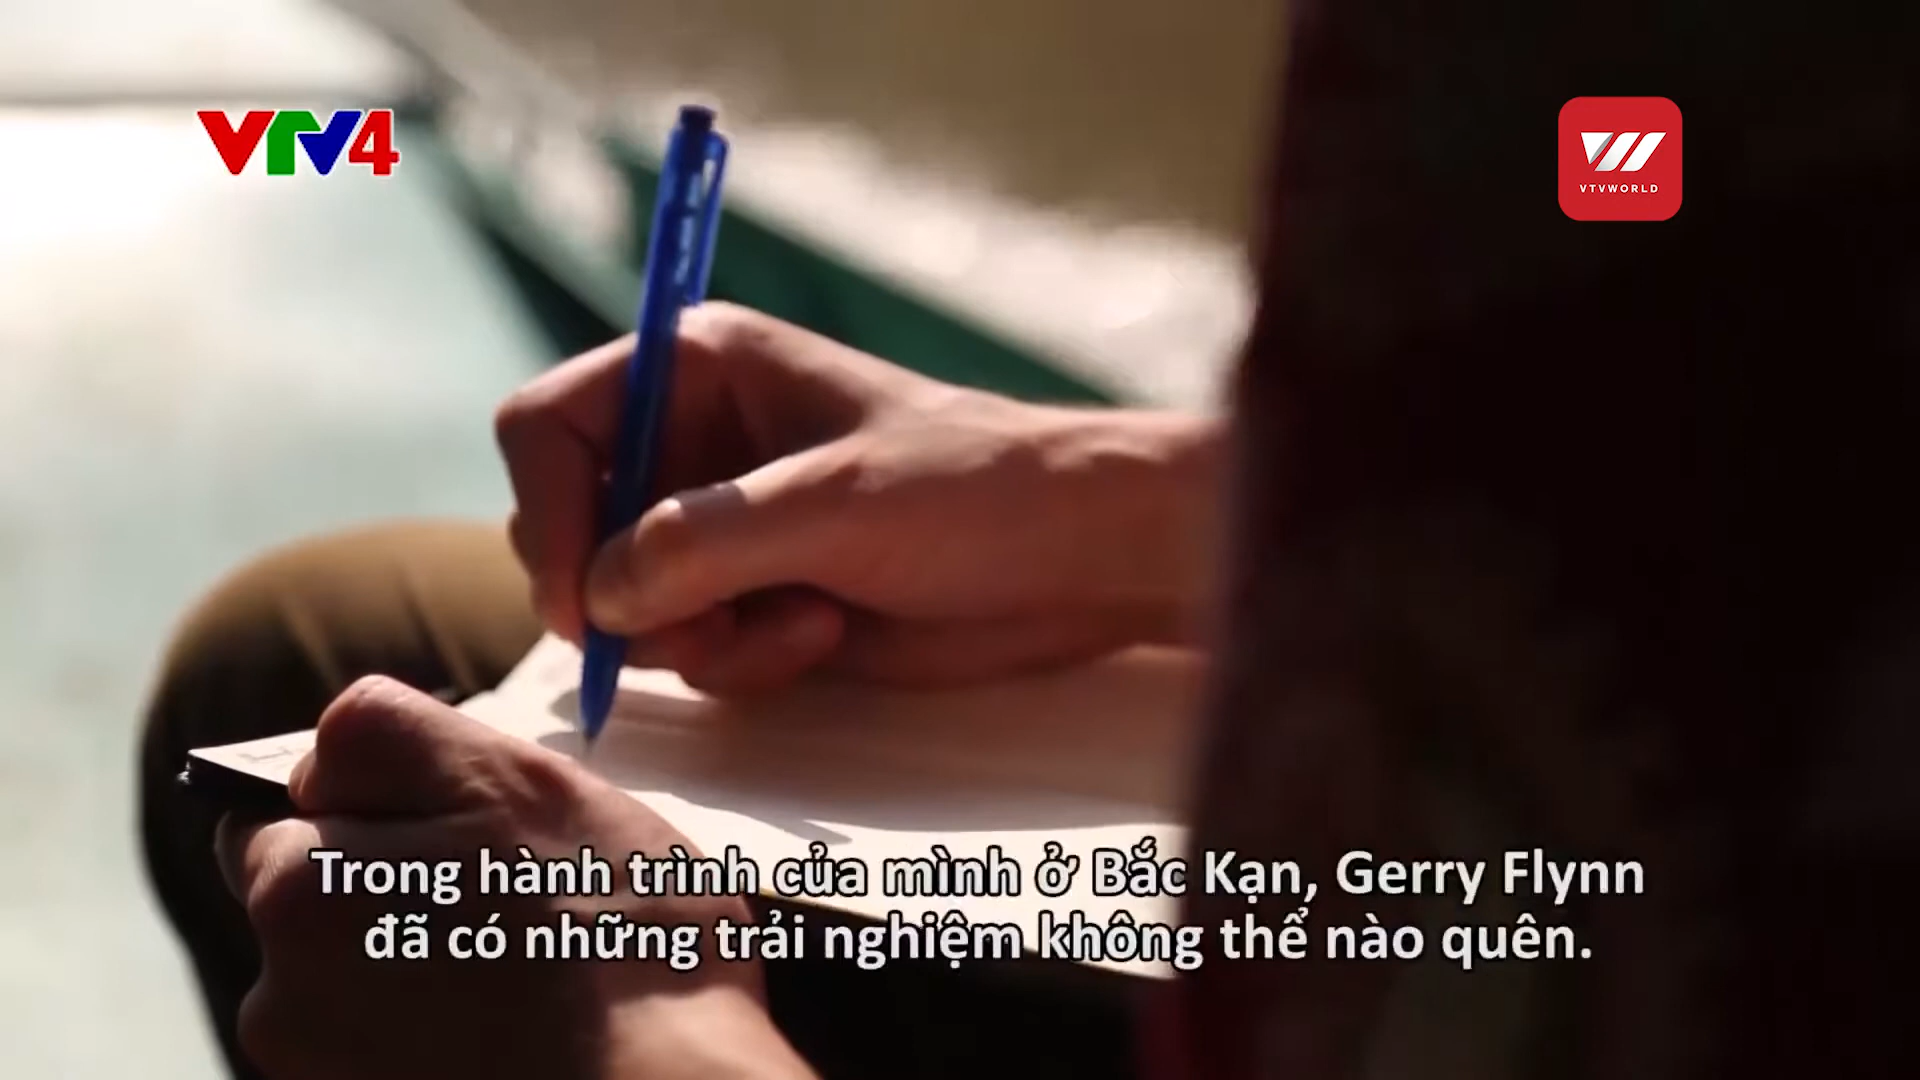 VTV4
VTVWORLD
Trong hành trình của mình ở Bắc Kạn, Gerry Flynn
đã có những trải nghiệm không thể nào quên.